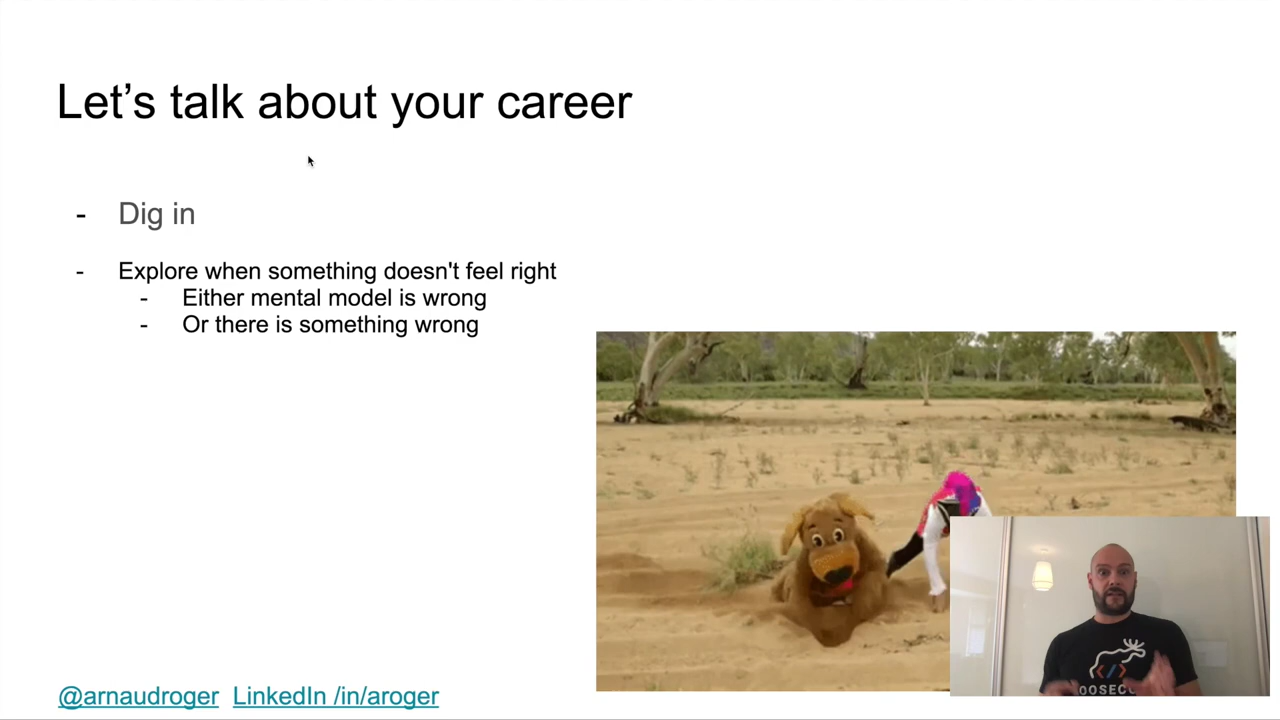 Let’s talk about your career
- Dig in
- Explore when something doesn't feel right
- Either mental model is wrong
- Or there is something wrong
@arnaudroger LinkedIn /in/aroger